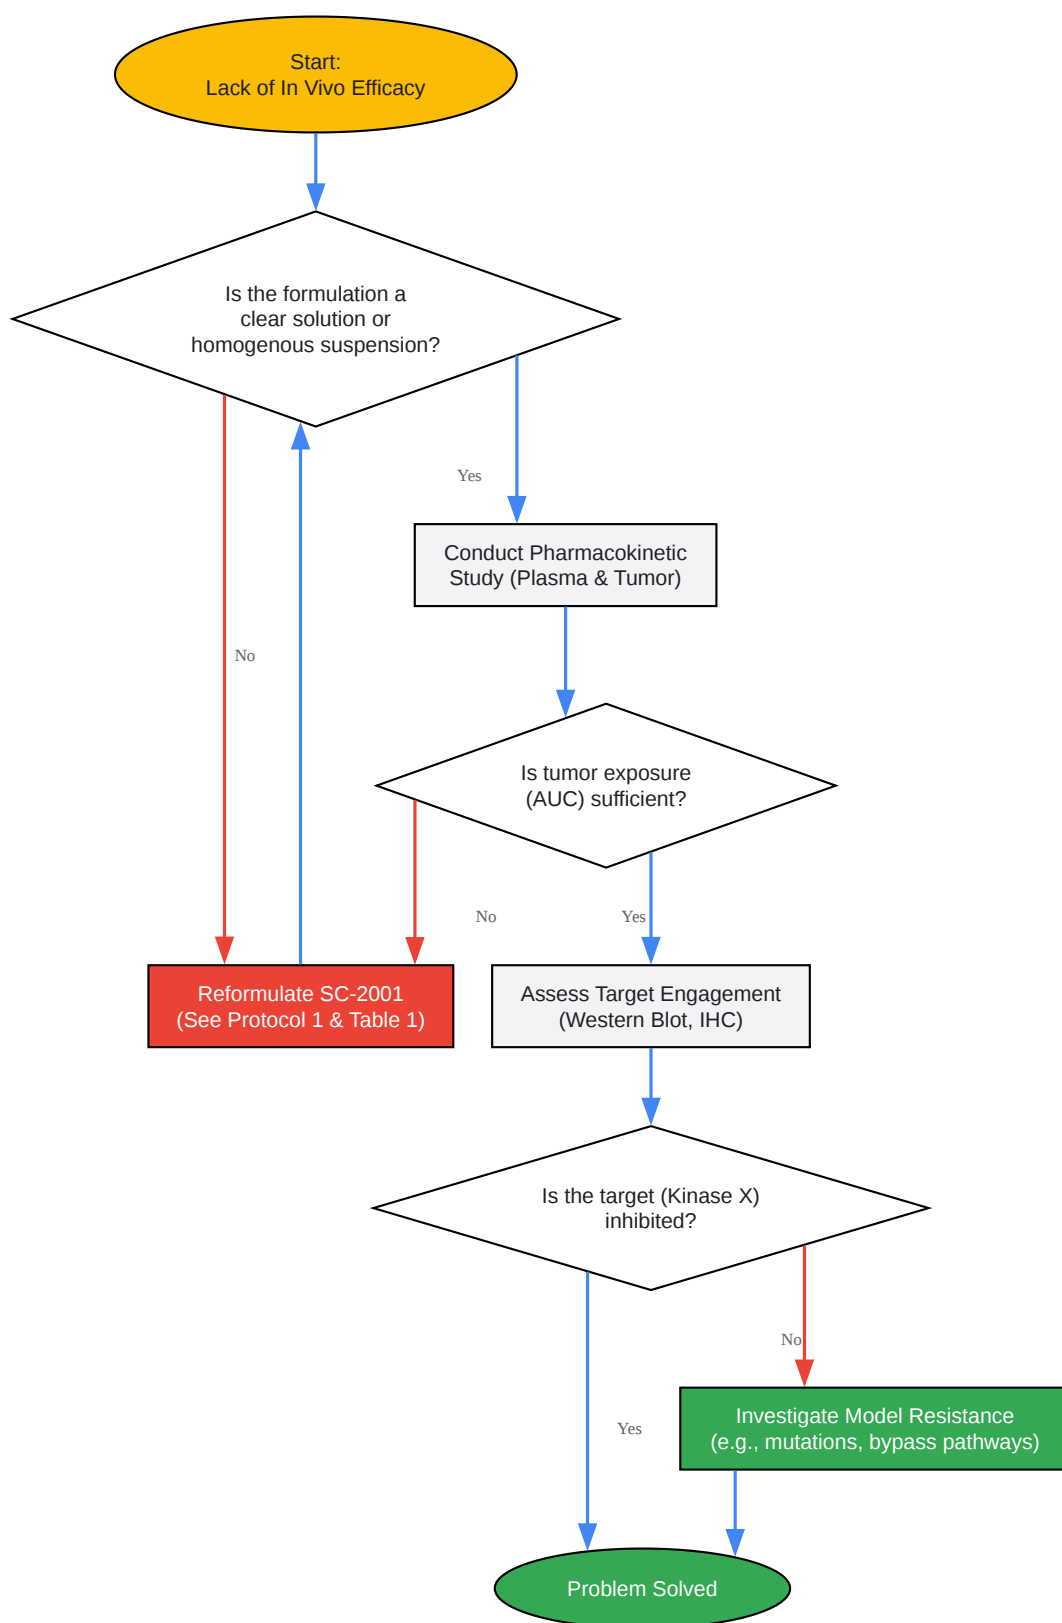 Start:
Lack of In Vivo Efficacy
Is the formulation a
clear solution or
homogenous suspension?
Yes
Conduct Pharmacokinetic
Study (Plasma & Tumor)
No
Is tumor exposure
(AUC) sufficient?
No
Yes
Reformulate SC-2001
(See Protocol 1 & Table 1)
Assess Target Engagement
(Western Blot, IHC)
Is the target (Kinase X)
inhibited?
No
Investigate Model Resistance
(e.g., mutations, bypass pathways)
Yes
Problem Solved